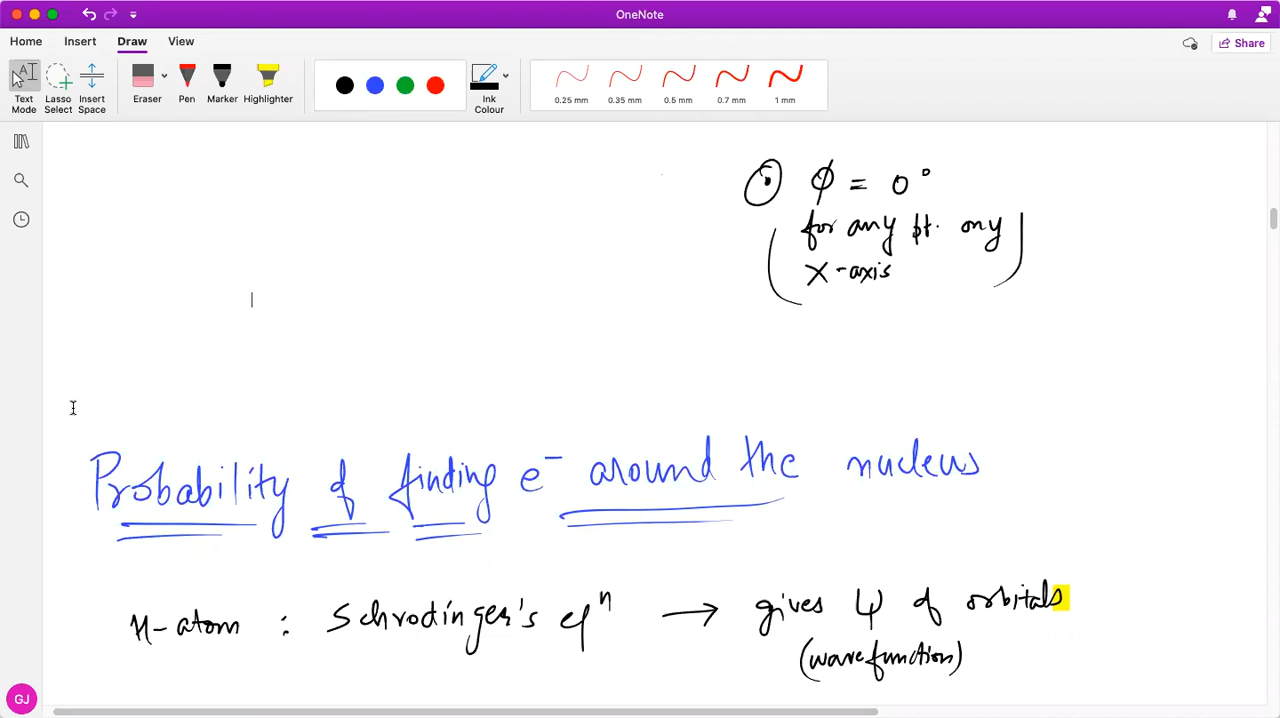 OneNote
Home Insert Draw View
Share
Text Mode
Lasso Select
Insert Space
Eraser
Pen
Marker
Highlighter
Ink Colour
0.25 mm 0.35 mm 0.5 mm 0.7 mm 1 mm
ϕ = 0°
(for any pt. ony
X-axis)
Probability of finding e⁻ around the nucleus
H-atom : Schrodinger's eqⁿ → gives ψ of orbitals
(wavefunction)
GJ